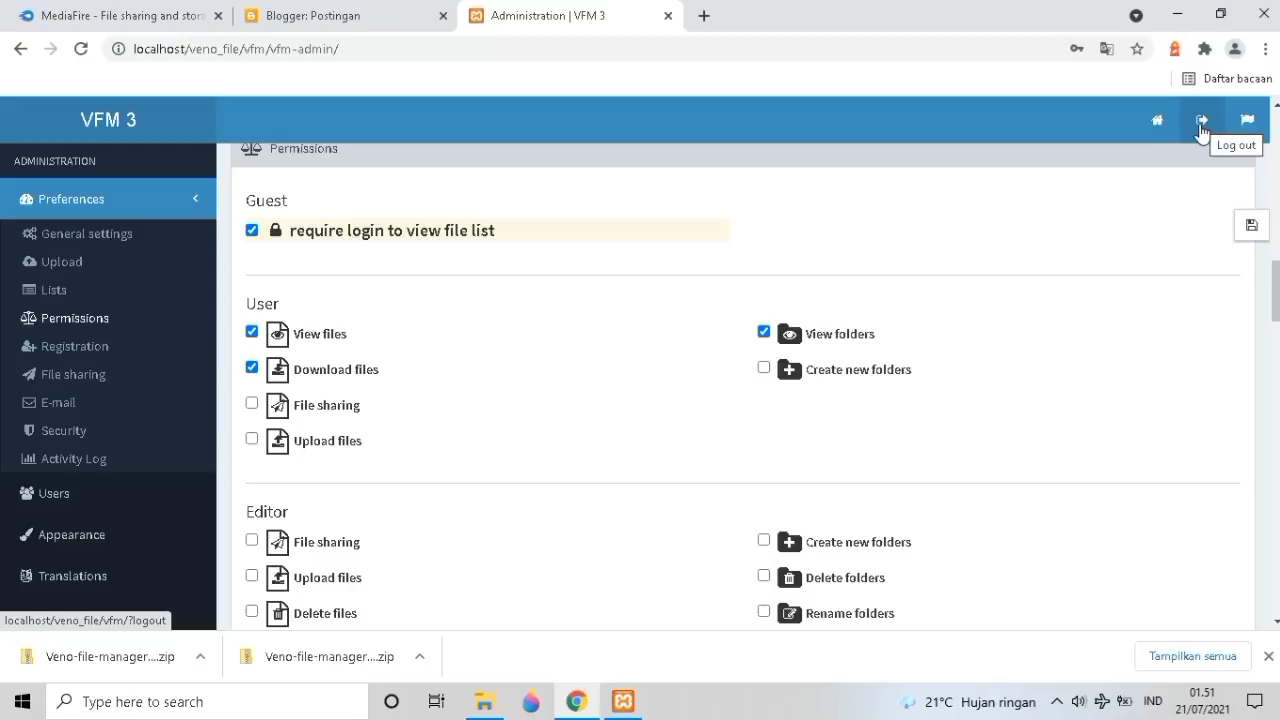 MediaFire - File sharing and stor
Blogger: Postingan
Administration | VFM 3
localhost/veno_file/vfm/vfm-admin/
Daftar bacaan
VFM 3
Log out
ADMINISTRATION
Preferences
General settings
Upload
Lists
Permissions
Registration
File sharing
E-mail
Security
Activity Log
Users
Appearance
Translations
Permissions
Guest
require login to view file list
User
View files
View folders
Download files
Create new folders
File sharing
Upload files
Editor
File sharing
Create new folders
Upload files
Delete folders
Delete files
Rename folders
localhost/veno_file/vfm/?logout
Veno-file-manager....zip
Veno-file-manager....zip
Tampilkan semua
Type here to search
21°C Hujan ringan
IND
01.51
21/07/2021